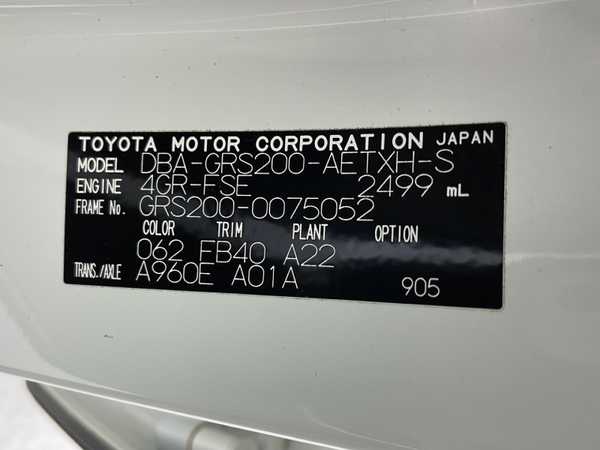 TOYOTA MOTOR CORPORATION JAPAN
MODEL DBA-GRS200-AETXH-S
ENGINE 4GR-FSE 2499 mL
FRAME No. GRS200-0075052
COLOR TRIM PLANT OPTION
062 FB40 A22
TRANS./AXLE A960E A01A 905